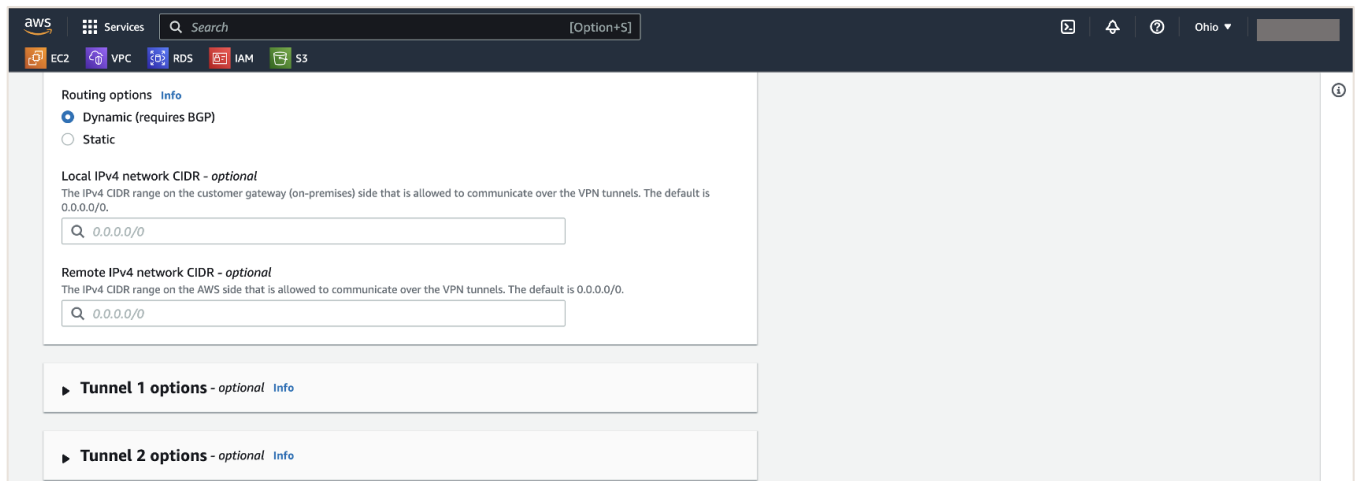 aws Services Search [Option+S] Ohio
EC2 VPC RDS IAM S3
Routing options Info
Dynamic (requires BGP)
Static
Local IPv4 network CIDR - optional
The IPv4 CIDR range on the customer gateway (on-premises) side that is allowed to communicate over the VPN tunnels. The default is
0.0.0.0/0.
0.0.0.0/0
Remote IPv4 network CIDR - optional
The IPv4 CIDR range on the AWS side that is allowed to communicate over the VPN tunnels. The default is 0.0.0.0/0.
0.0.0.0/0
Tunnel 1 options - optional Info
Tunnel 2 options - optional Info